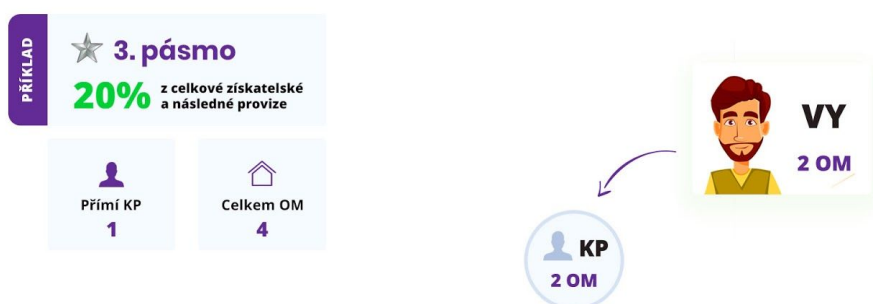 PŘÍKLAD
3. pásmo
20%
z celkové získatelské
a následné provize
Přímí KP
1
Celkem OM
4
VY
2 OM
KP
2 OM